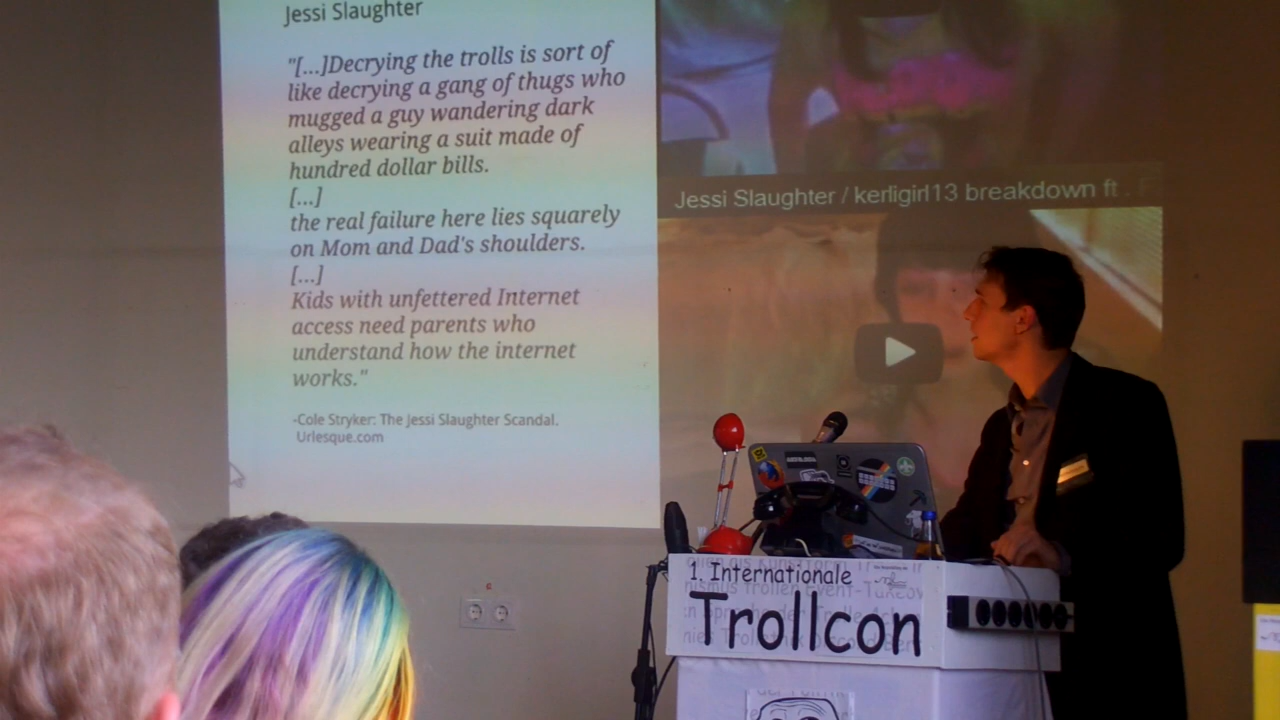 Jessi Slaughter
"[...]Decrying the trolls is sort of
like decrying a gang of thugs who
mugged a guy wandering dark
alleys wearing a suit made of
hundred dollar bills.
[...]
the real failure here lies squarely
on Mom and Dad's shoulders.
[...]
Kids with unfettered Internet
access need parents who
understand how the internet
works."
-Cole Stryker: The Jessi Slaughter Scandal.
Urlesque.com
Jessi Slaughter / kerligirl13 breakdown ft .
1. Internationale
Trollcon